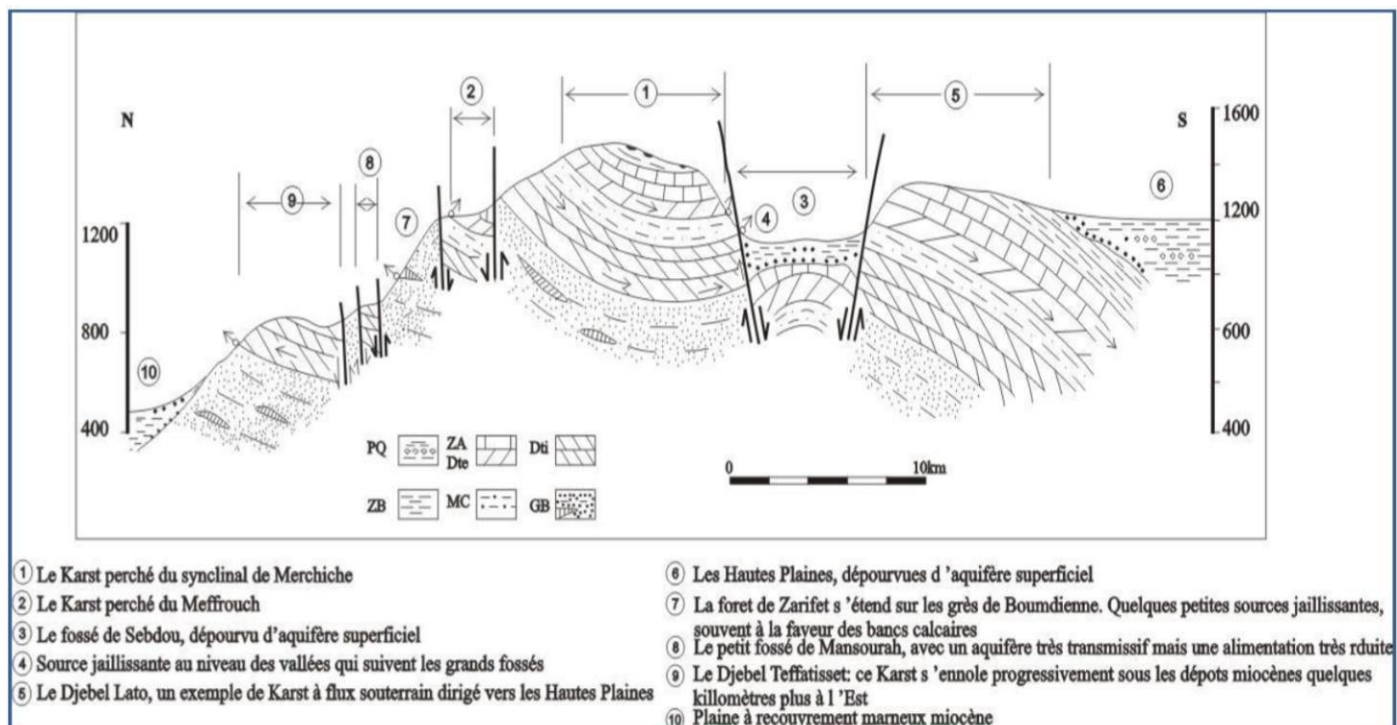 N
S
1
2
3
4
5
6
7
8
9
10
1200
800
400
1600
1200
600
400
PQ
ZA
Dte
Dti
ZB
MC
GB
0 10km
① Le Karst perché du synclinal de Merchiche
② Le Karst perché du Meffrouch
③ Le fossé de Sebdou, dépourvu d’aquifère superficiel
④ Source jaillissante au niveau des vallées qui suivent les grands fossés
⑤ Le Djebel Lato, un exemple de Karst à flux souterrain dirigé vers les Hautes Plaines
⑥ Les Hautes Plaines, dépourvues d ’aquifère superficiel
⑦ La foret de Zarifet s ’étend sur les grès de Boumdienne. Quelques petites sources jaillissantes,
souvent à la faveur des bancs calcaires
⑧ Le petit fossé de Mansourah, avec un aquifère très transmissif mais une alimentation très rduite
⑨ Le Djebel Teffatisset: ce Karst s ’ennole progressivement sous les dépots miocènes quelques
killomètres plus à l ’Est
⑩ Plaine à recouvrement marneux miocène